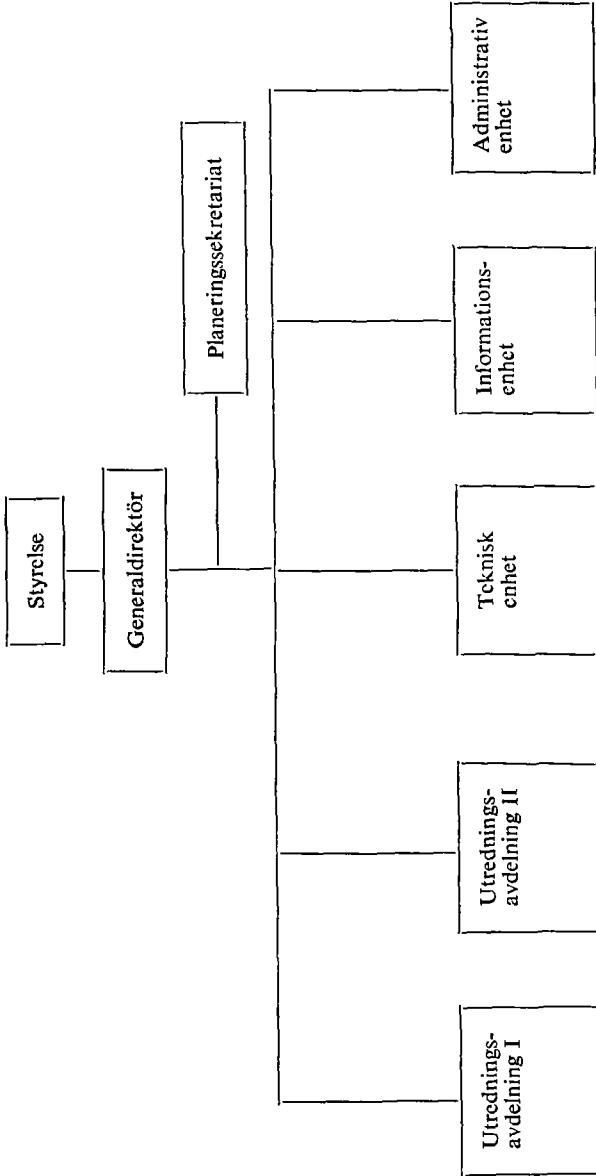 Styrelse
Generaldirektör
Planeringssekretariat
Utrednings-
avdelning I
Utrednings-
avdelning II
Teknisk
enhet
Informations-
enhet
Administrativ
enhet